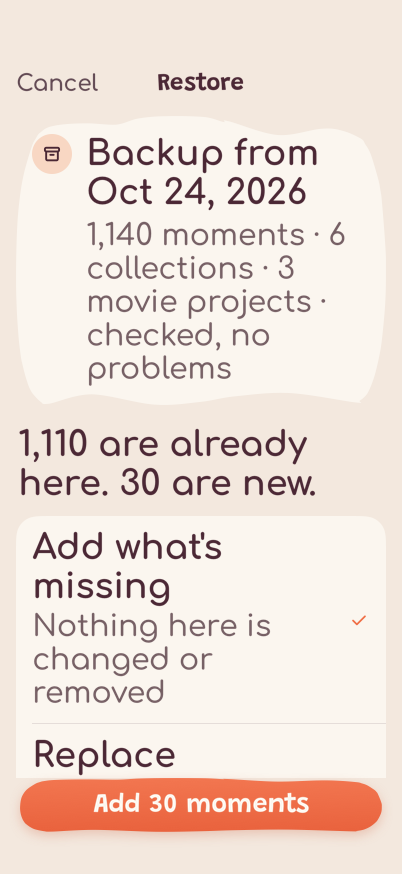 Cancel
Restore
Backup from
Oct 24, 2026
1,140 moments · 6
collections · 3
movie projects ·
checked, no
problems
1,110 are already
here. 30 are new.
Add what's
missing
Nothing here is
changed or
removed
Replace
Add 30 moments